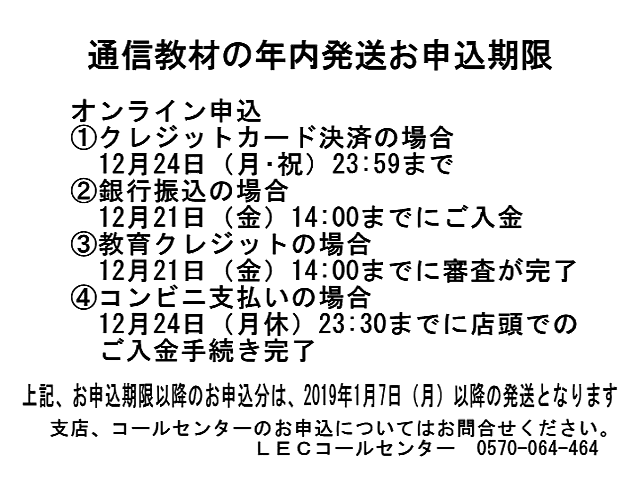 通信教材の年内発送お申込期限
オンライン申込
①クレジットカード決済の場合
12月24日（月･祝）23:59まで
②銀行振込の場合
12月21日（金）14:00までにご入金
③教育クレジットの場合
12月21日（金）14:00までに審査が完了
④コンビニ支払いの場合
12月24日（月休）23:30までに店頭での
ご入金手続き完了
上記、お申込期限以降のお申込分は、2019年1月7日（月）以降の発送となります
支店、コールセンターのお申込についてはお問合せください。
ＬＥＣコールセンター　0570-064-464